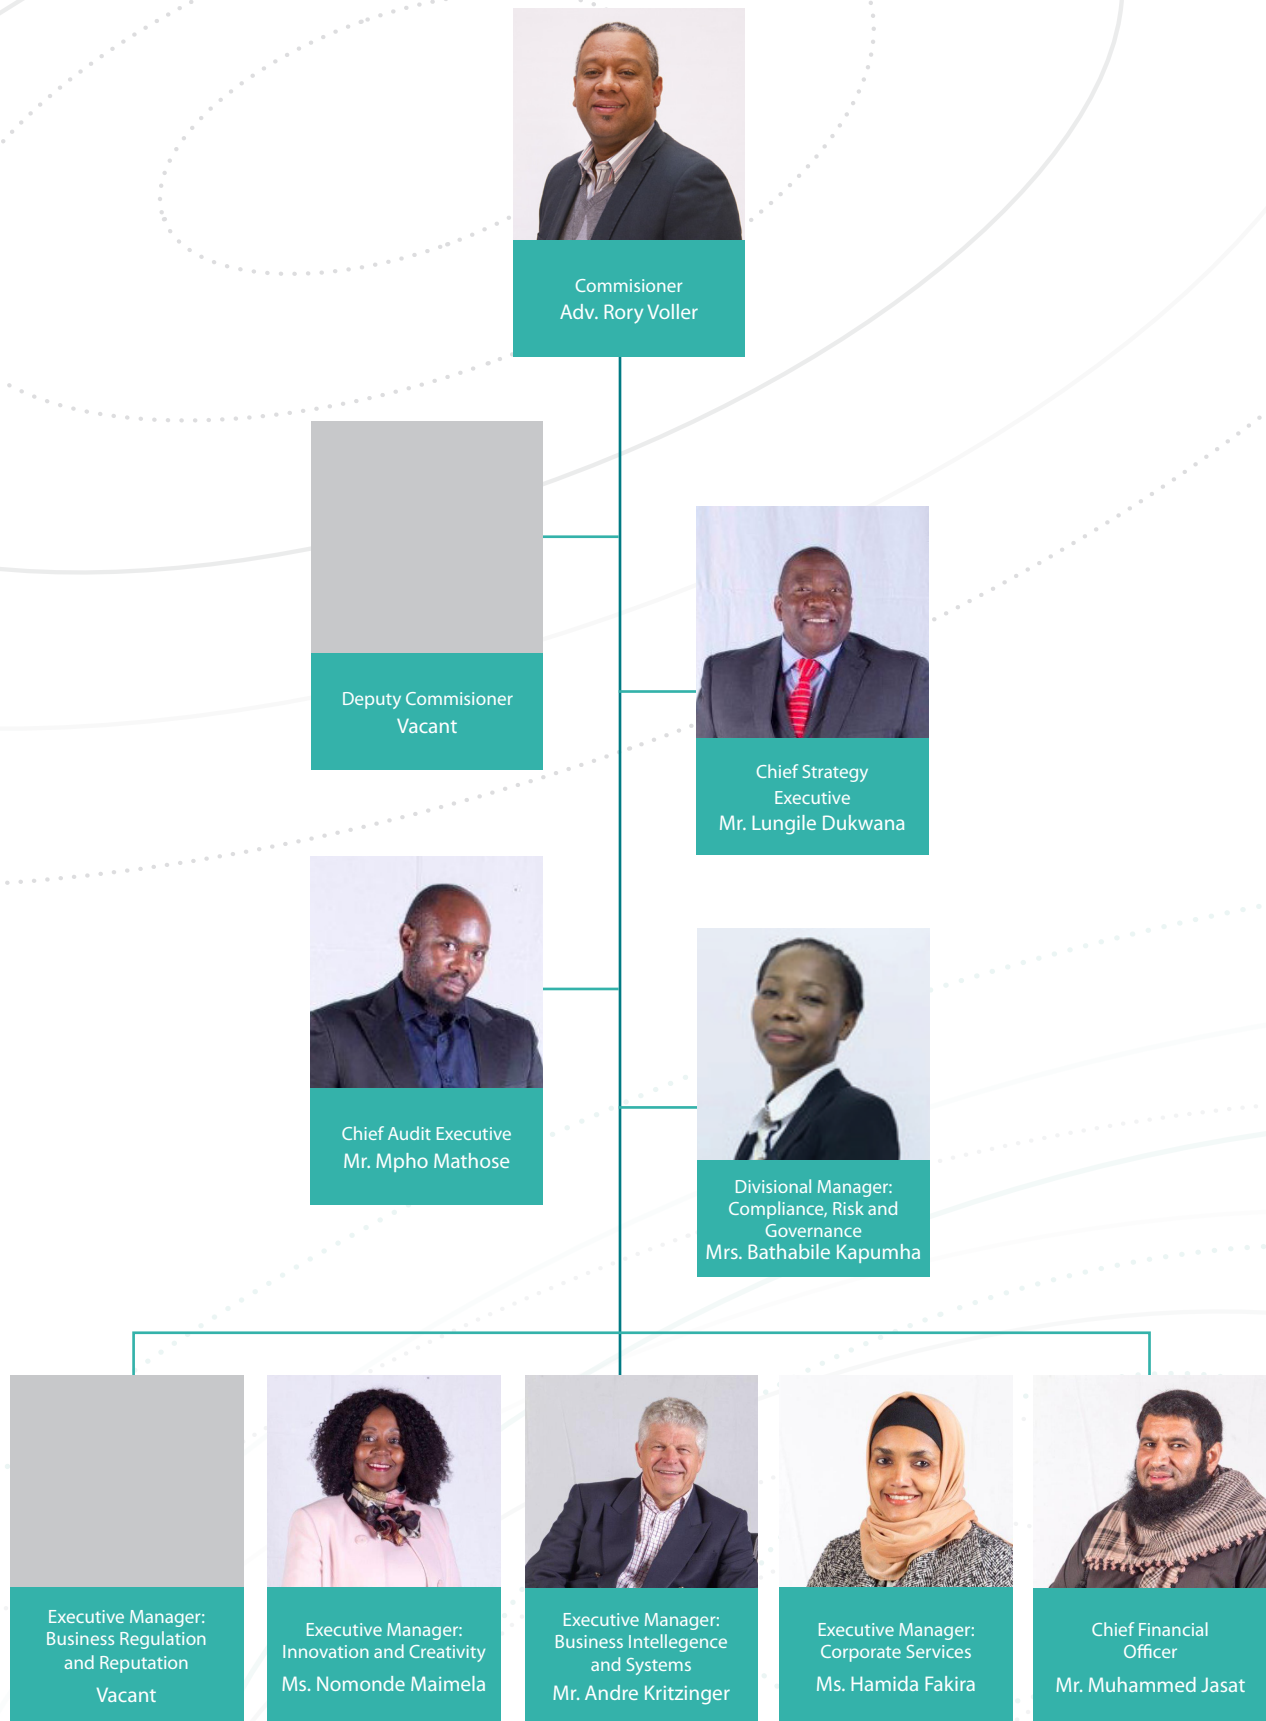 Commisioner
Adv. Rory Voller
Deputy Commisioner
Vacant
Chief Strategy
Executive
Mr. Lungile Dukwana
Chief Audit Executive
Mr. Mpho Mathose
Divisional Manager:
Compliance, Risk and
Governance
Mrs. Bathabile Kapumha
Executive Manager:
Business Regulation
and Reputation
Vacant
Executive Manager:
Innovation and Creativity
Ms. Nomonde Maimela
Executive Manager:
Business Intellegence
and Systems
Mr. Andre Kritzinger
Executive Manager:
Corporate Services
Ms. Hamida Fakira
Chief Financial
Officer
Mr. Muhammed Jasat